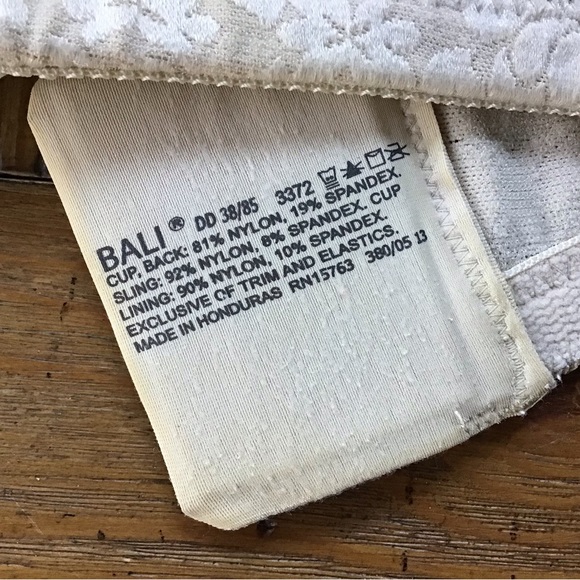 BALI® DD 38/85 3372
CUP, BACK: 81% NYLON, 19% SPANDEX.
SLING: 92% NYLON, 8% SPANDEX. CUP
LINING: 90% NYLON, 10% SPANDEX.
EXCLUSIVE OF TRIM AND ELASTICS.
MADE IN HONDURAS RN15763 380/05 13